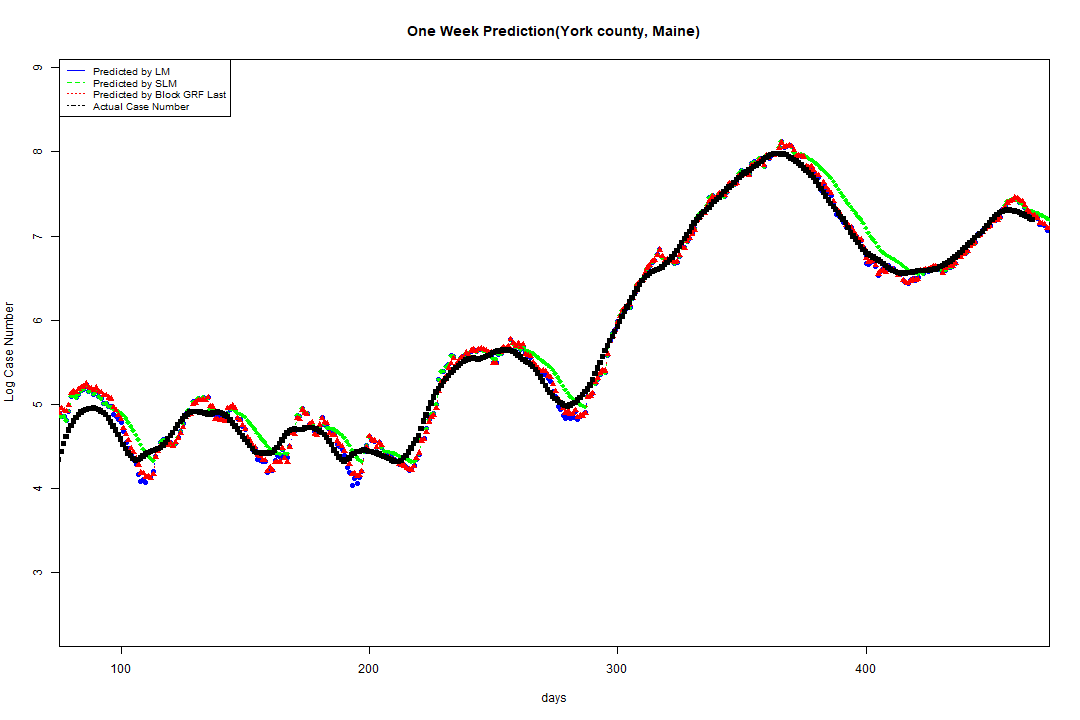 One Week Prediction(York county, Maine)
Predicted by LM
Predicted by SLM
Predicted by Block GRF Last
Actual Case Number
9
8
7
6
5
4
3
Log Case Number
100 200 300 400
days